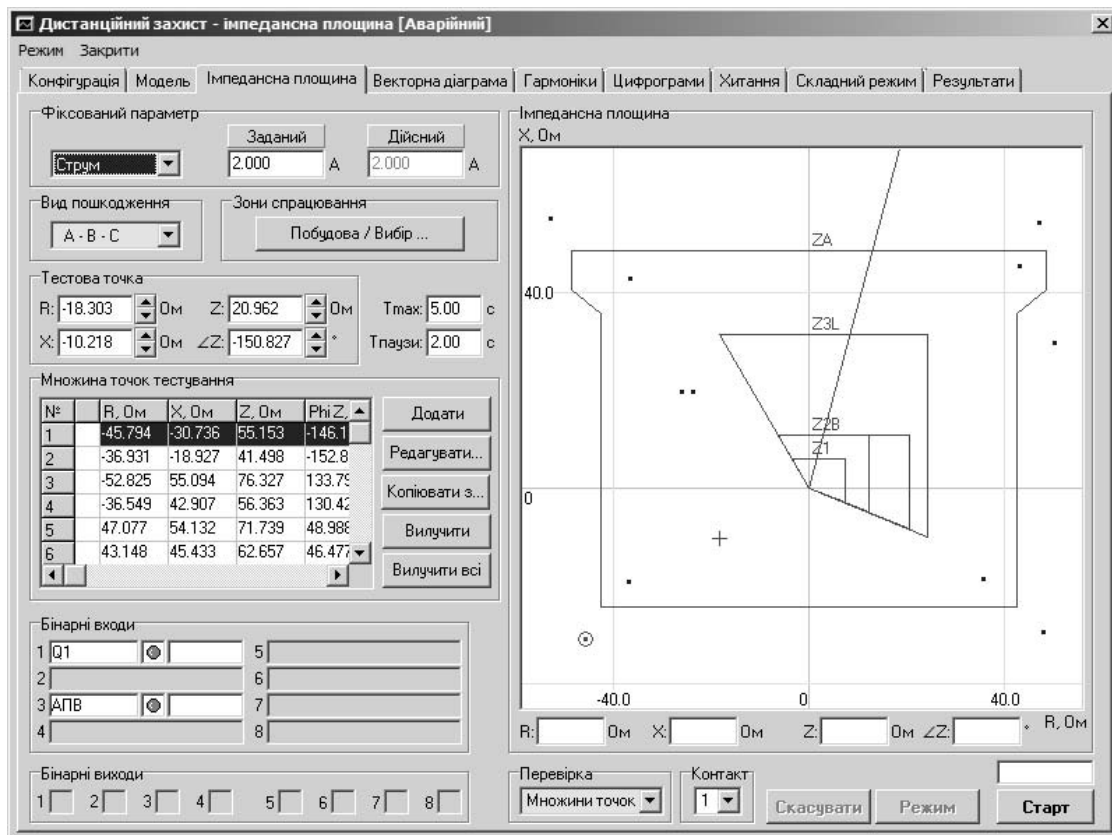 Дистанційний захист - імпедансна площина [Аварійний]
Режим Закрити
Конфігурація Модель Імпедансна площина Векторна діаграма Гармоніки Цифрограми Хитання Складний режим Результати
Фіксований параметр
Заданий Дійсний
Струм 2.000 А 2.000 А
Вид пошкодження
А - В - С
Зони спрацювання
Побудова / Вибір ...
Тестова точка
R: -18.303 Ом Z: 20.962 Ом Tmax: 5.00 с
X: -10.218 Ом ∠Z: -150.827 ° Тпаузи: 2.00 с
Множина точок тестування
№ R, Ом X, Ом Z, Ом Phi Z,
1 -45.794 -30.736 55.153 -146.1
2 -36.931 -18.927 41.498 -152.8
3 -52.825 55.094 76.327 133.79
4 -36.549 42.907 56.363 130.42
5 47.077 54.132 71.739 48.988
6 43.148 45.433 62.657 46.477
Додати
Редагувати...
Копіювати з...
Вилучити
Вилучити всі
Бінарні входи
1 Q1 5
2 6
3 АПВ 7
4 8
Бінарні виходи
1 2 3 4 5 6 7 8
Імпедансна площина
X, Ом
ZA
40.0
Z3L
Z2B
Z1
0
-40.0 0 40.0
R: Ом X: Ом Z: Ом ∠Z: ° R, Ом
Перевірка
Множини точок
Контакт
1
Скасувати Режим Старт